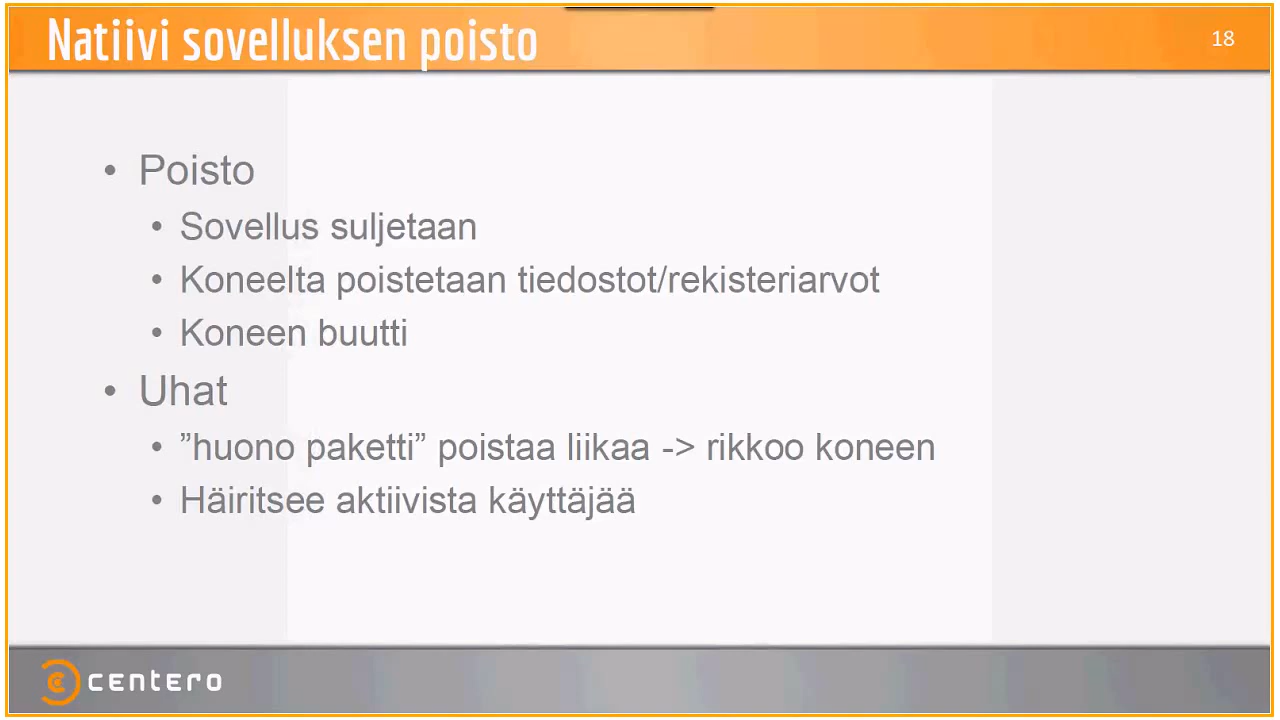 Natiivi sovelluksen poisto
18
• Poisto
• Sovellus suljetaan
• Koneelta poistetaan tiedostot/rekisteriarvot
• Koneen buutti
• Uhat
• ”huono paketti” poistaa liikaa -> rikkoo koneen
• Häiritsee aktiivista käyttäjää
centero